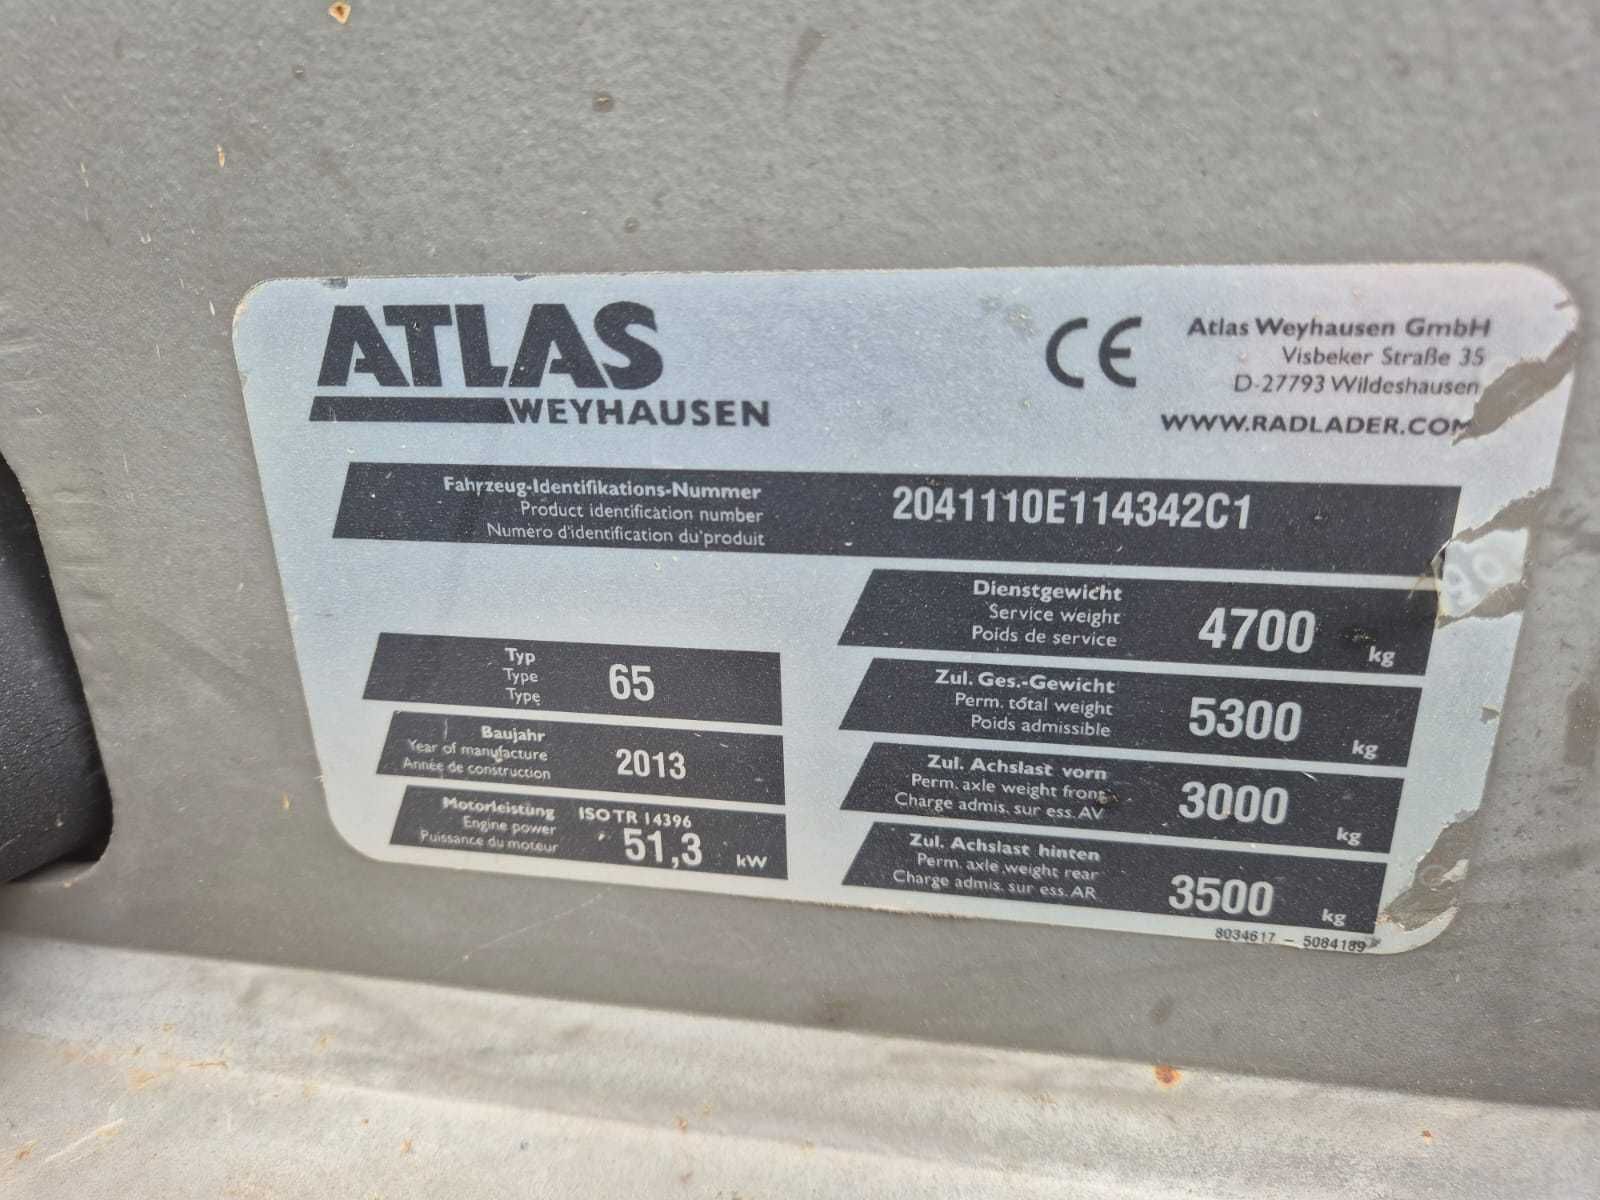 ATLAS
WEYHAUSEN
CE
Atlas Weyhausen GmbH
Visbeker Straße 35
D-27793 Wildeshausen
WWW.RADLADER.COM
Fahrzeug-Identifikations-Nummer
Product identification number
Numéro d'identification du produit
2041110E114342C1
Typ
Type
Type
65
Baujahr
Year of manufacture
Année de construction
2013
Motorleistung
Engine power
Puissance du moteur
ISO TR 14396
51,3 kW
Dienstgewicht
Service weight
Poids de service
4700 kg
Zul. Ges.-Gewicht
Perm. total weight
Poids admissible
5300 kg
Zul. Achslast vorn
Perm. axle weight front
Charge admis. sur ess. AV
3000 kg
Zul. Achslast hinten
Perm. axle weight rear
Charge admis. sur ess. AR
3500 kg
8034617 - 5084189